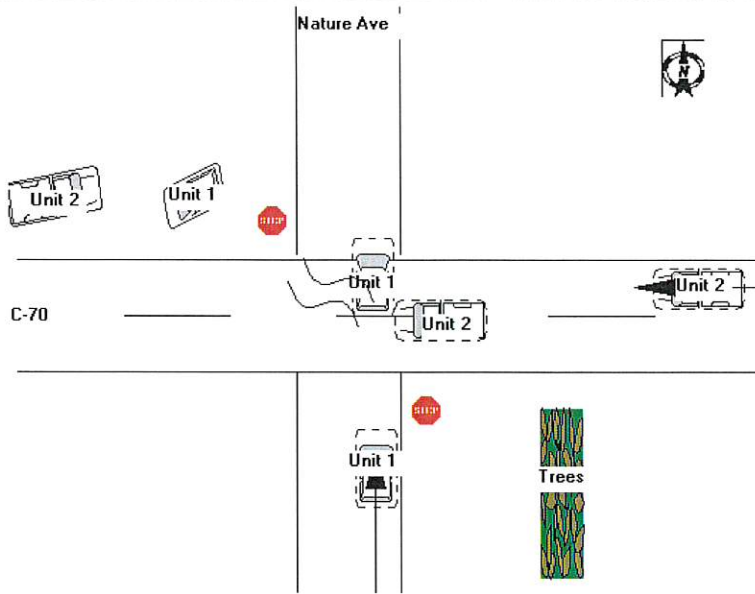 Nature Ave
N
Unit 2
Unit 1
STOP
Unit 1
Unit 2
C-70
Unit 2
STOP
Unit 1
Trees